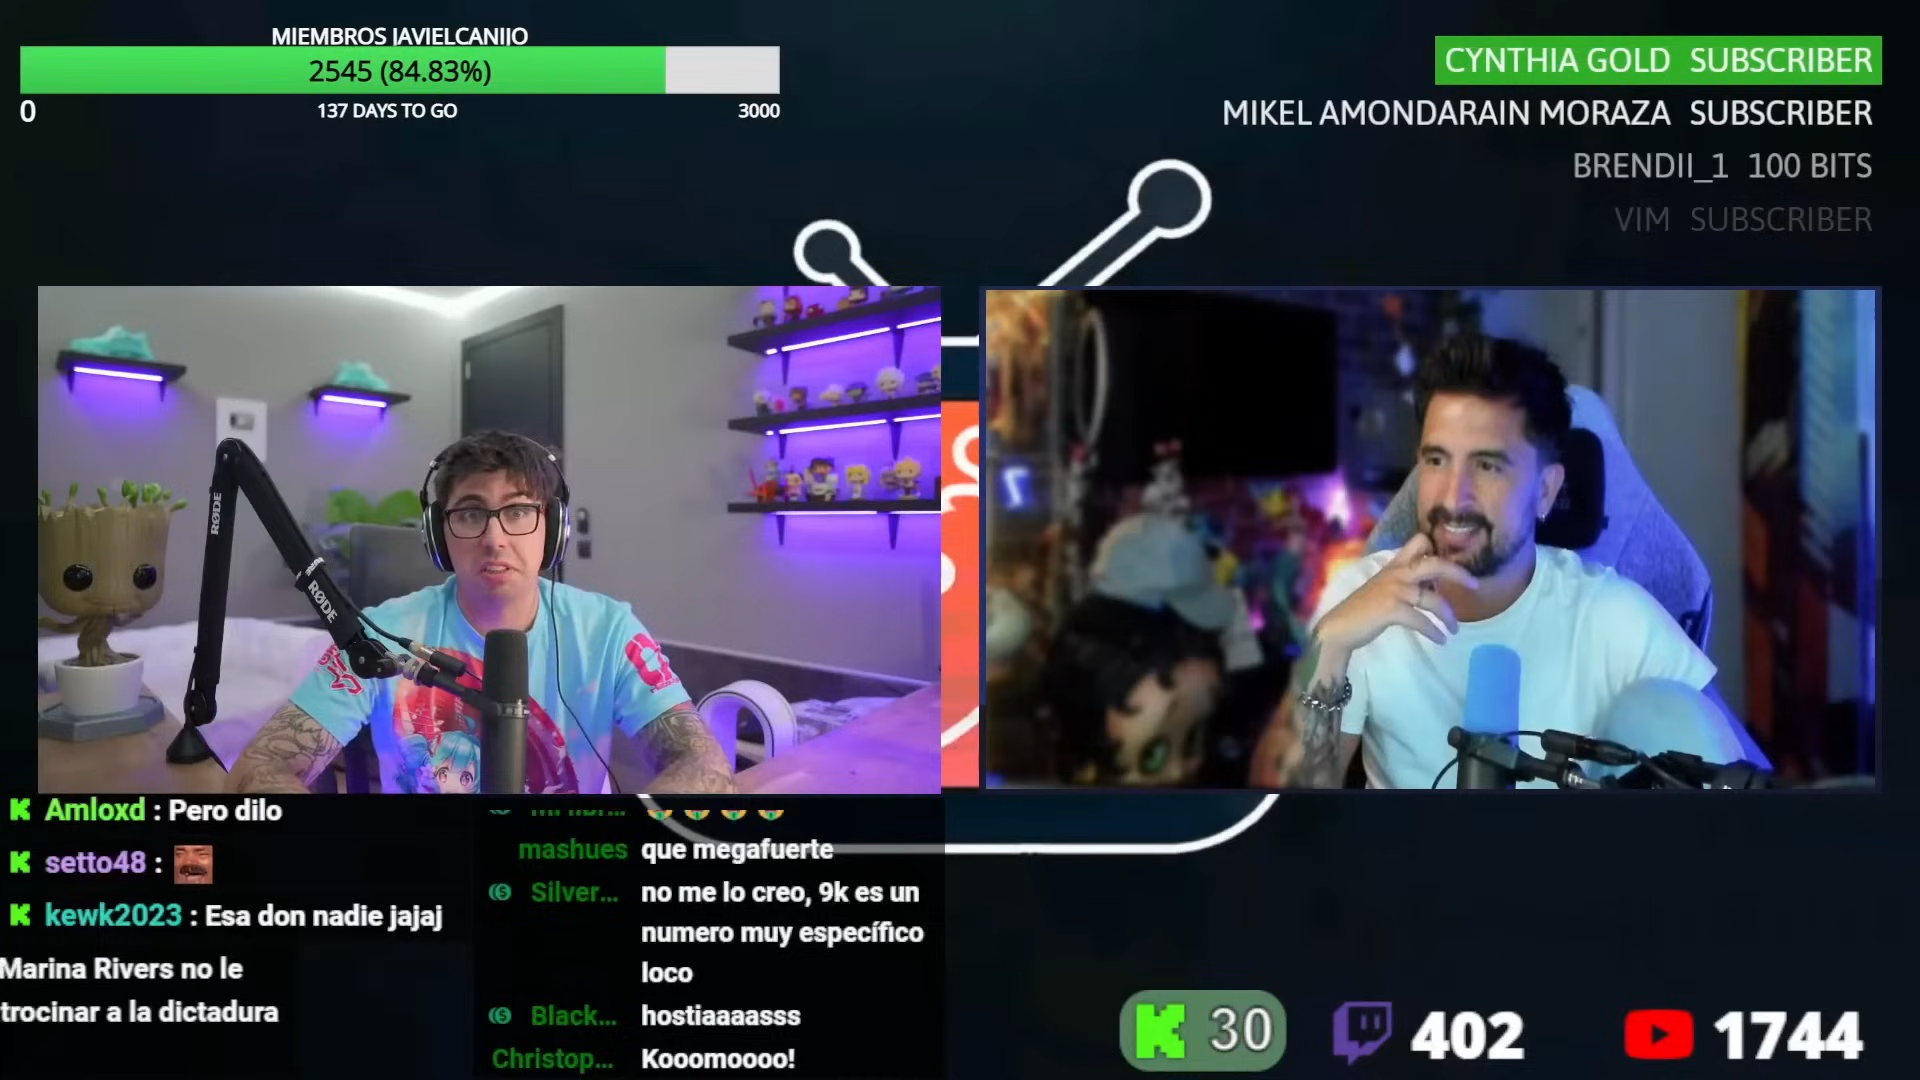 MIEMBROS JAVIELCANIJO
2545 (84.83%)
0 137 DAYS TO GO 3000
CYNTHIA GOLD SUBSCRIBER
MIKEL AMONDARAIN MORAZA SUBSCRIBER
BRENDII_1 100 BITS
VIM SUBSCRIBER
RØDE
RØDE
Amloxd : Pero dilo
setto48 :
kewk2023 : Esa don nadie jajaj
Marina Rivers no le
trocinar a la dictadura
mashues que megafuerte
Silver... no me lo creo, 9k es un
numero muy específico
loco
Black... hostiaaaasss
Christop... Kooomoooo!
30
402
1744